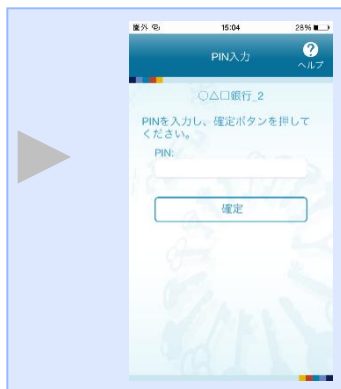 圏外
15:04
28%
PIN入力
?
ヘルプ
○△□銀行_2
PINを入力し、確定ボタンを押して
ください。
PIN:
確定